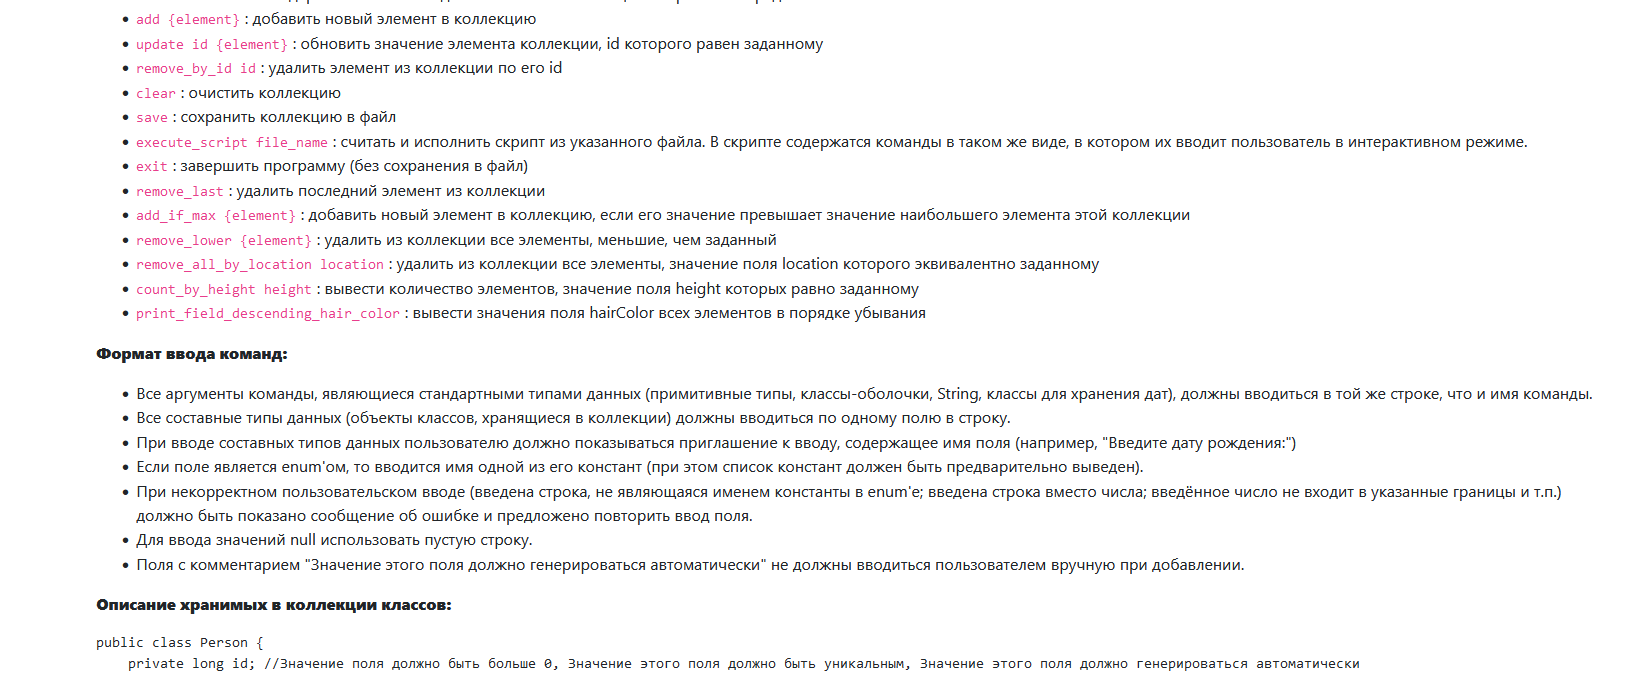 add {element} : добавить новый элемент в коллекцию
update id {element} : обновить значение элемента коллекции, id которого равен заданному
remove_by_id id : удалить элемент из коллекции по его id
clear : очистить коллекцию
save : сохранить коллекцию в файл
execute_script file_name : считать и исполнить скрипт из указанного файла. В скрипте содержатся команды в таком же виде, в котором их вводит пользователь в интерактивном режиме.
exit : завершить программу (без сохранения в файл)
remove_last : удалить последний элемент из коллекции
add_if_max {element} : добавить новый элемент в коллекцию, если его значение превышает значение наибольшего элемента этой коллекции
remove_lower {element} : удалить из коллекции все элементы, меньшие, чем заданный
remove_all_by_location location : удалить из коллекции все элементы, значение поля location которого эквивалентно заданному
count_by_height height : вывести количество элементов, значение поля height которых равно заданному
print_field_descending_hair_color : вывести значения поля hairColor всех элементов в порядке убывания
Формат ввода команд:
Все аргументы команды, являющиеся стандартными типами данных (примитивные типы, классы-оболочки, String, классы для хранения дат), должны вводиться в той же строке, что и имя команды.
Все составные типы данных (объекты классов, хранящиеся в коллекции) должны вводиться по одному полю в строку.
При вводе составных типов данных пользователю должно показываться приглашение к вводу, содержащее имя поля (например, "Введите дату рождения:")
Если поле является enum'ом, то вводится имя одной из его констант (при этом список констант должен быть предварительно выведен).
При некорректном пользовательском вводе (введена строка, не являющаяся именем константы в enum'е; введена строка вместо числа; введённое число не входит в указанные границы и т.п.)
должно быть показано сообщение об ошибке и предложено повторить ввод поля.
Для ввода значений null использовать пустую строку.
Поля с комментарием "Значение этого поля должно генерироваться автоматически" не должны вводиться пользователем вручную при добавлении.
Описание хранимых в коллекции классов:
public class Person {
private long id; //Значение поля должно быть больше 0, Значение этого поля должно быть уникальным, Значение этого поля должно генерироваться автоматически